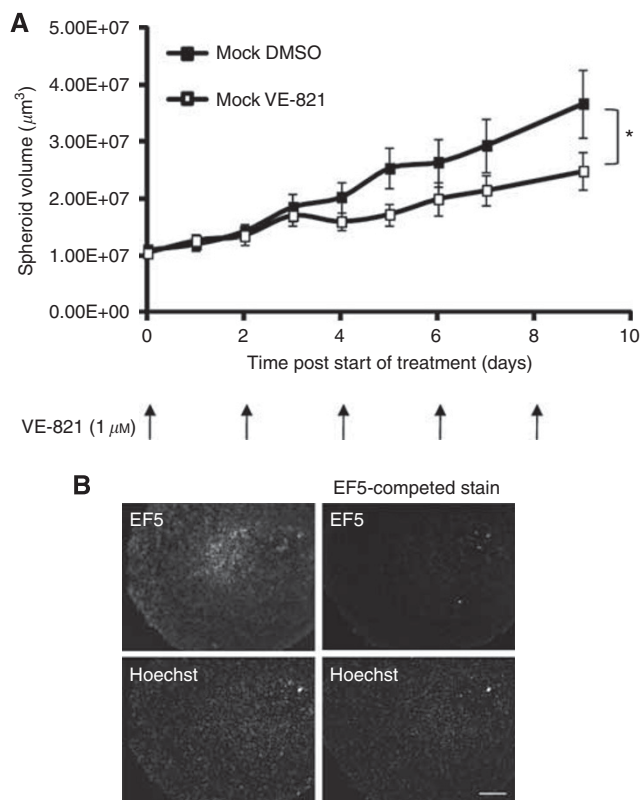 A
5.00E+07
4.00E+07
3.00E+07
2.00E+07
1.00E+07
0.00E+00
Spheroid volume (μm³)
Mock DMSO
Mock VE-821
*
0 2 4 6 8 10
Time post start of treatment (days)
VE-821 (1 μM)
B
EF5-competed stain
EF5 EF5
Hoechst Hoechst